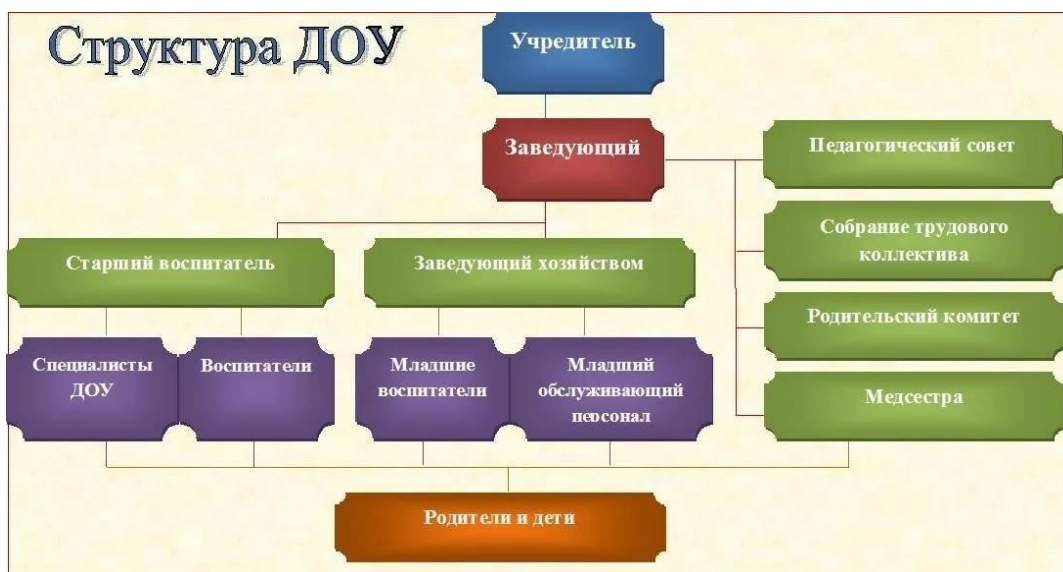 Структура ДОУ
Учредитель
Заведующий
Педагогический совет
Собрание трудового
коллектива
Родительский комитет
Медсестра
Старший воспитатель
Заведующий хозяйством
Специалисты
ДОУ
Воспитатели
Младшие
воспитатели
Младший
обслуживающий
персонал
Родители и дети